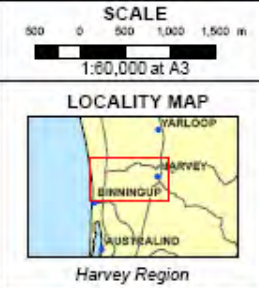 SCALE
500 0 500 1,000 1,500 m
1:60,000 at A3
LOCALITY MAP
YARLOOP
HARVEY
BINNINGUP
AUSTRALIND
Harvey Region